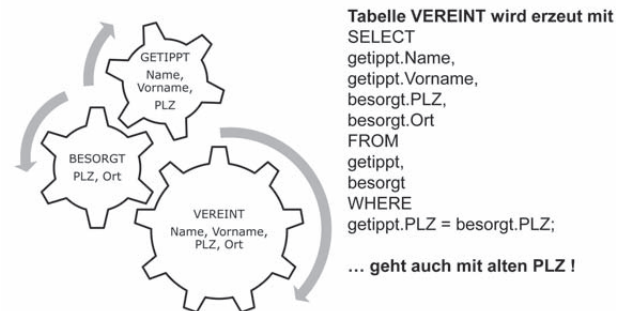 GETIPPT
Name,
Vorname,
PLZ
BESORGT
PLZ, Ort
VEREINT
Name, Vorname,
PLZ, Ort
Tabelle VEREINT wird erzeut mit
SELECT
getippt.Name,
getippt.Vorname,
besorgt.PLZ,
besorgt.Ort
FROM
getippt,
besorgt
WHERE
getippt.PLZ = besorgt.PLZ;
... geht auch mit alten PLZ !